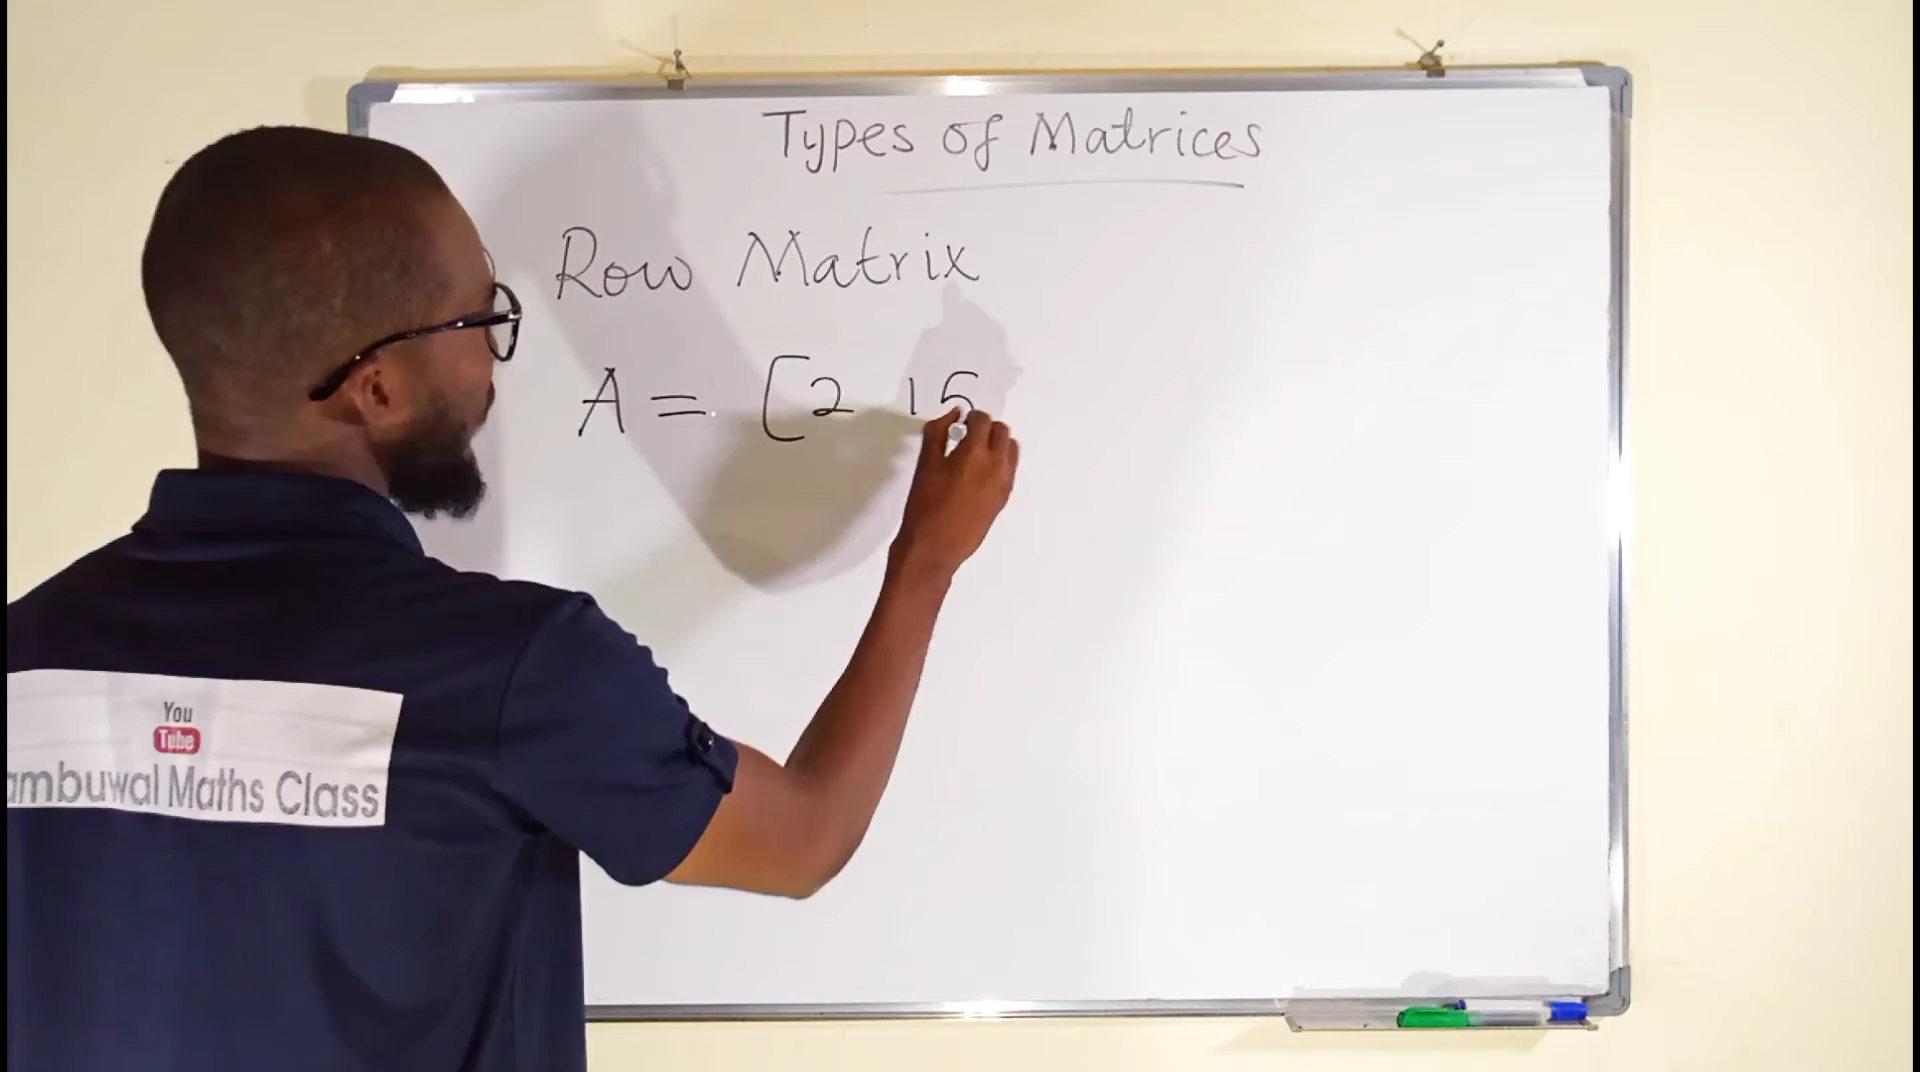 Types of Matrices
Row Matrix
A = [2 15
You
Tube
ambuwal Maths Class